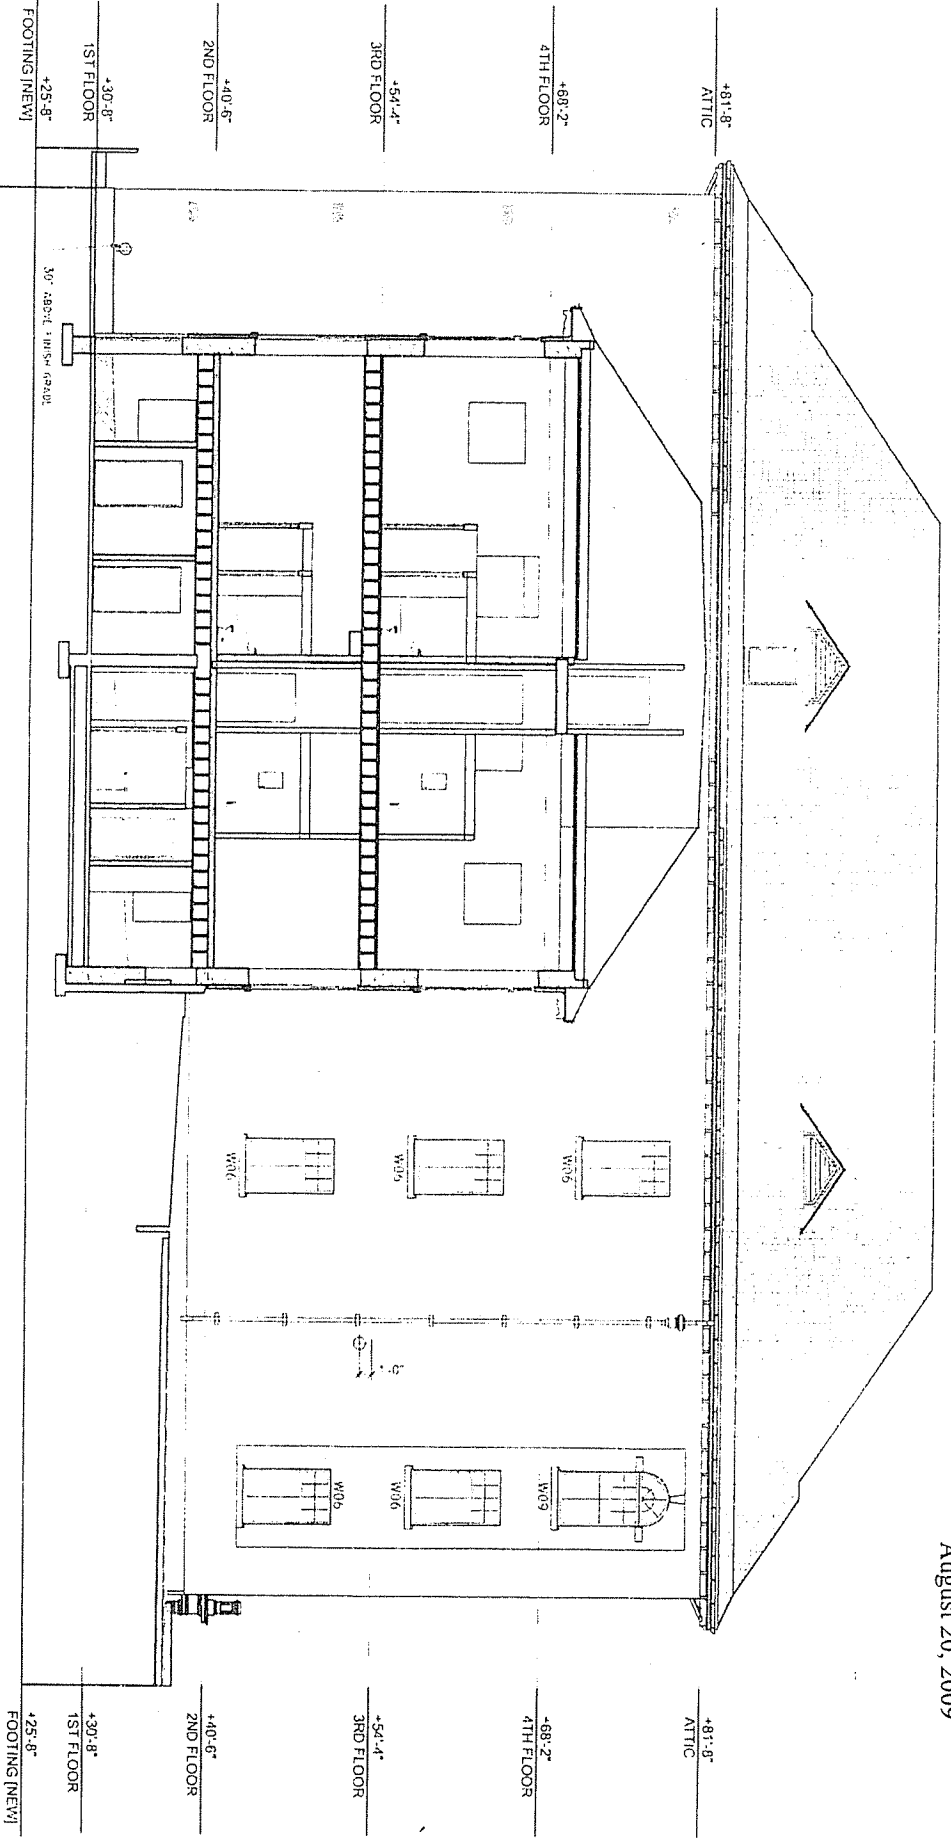 August 20, 2009
+81'-8"
ATTIC
+68'-2"
4TH FLOOR
+54'-4"
3RD FLOOR
+40'-6"
2ND FLOOR
+30'-8"
1ST FLOOR
+25'-8"
FOOTING [NEW]
30" ABOVE FINISH GRADE
W06
W06
W06
W09
W06
W06
+81'-8"
ATTIC
+68'-2"
4TH FLOOR
+54'-4"
3RD FLOOR
+40'-6"
2ND FLOOR
+30'-8"
1ST FLOOR
+25'-8"
FOOTING [NEW]